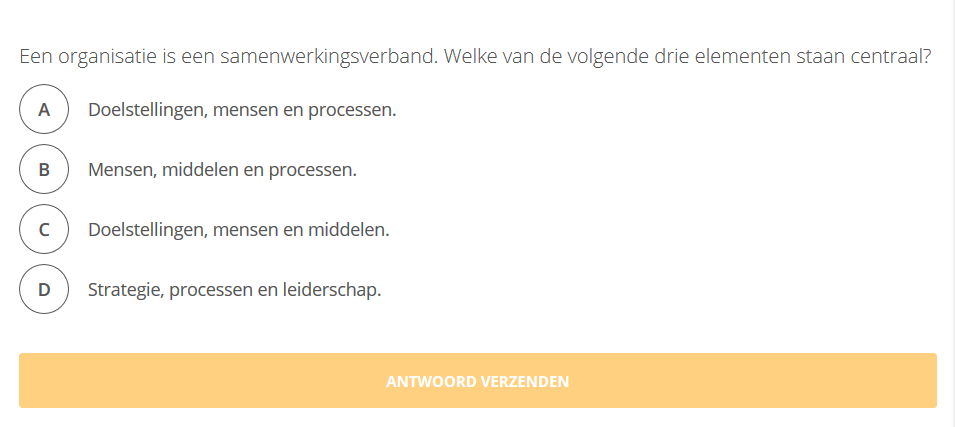 Een organisatie is een samenwerkingsverband. Welke van de volgende drie elementen staan centraal?
A Doelstellingen, mensen en processen.
B Mensen, middelen en processen.
C Doelstellingen, mensen en middelen.
D Strategie, processen en leiderschap.
ANTWOORD VERZENDEN